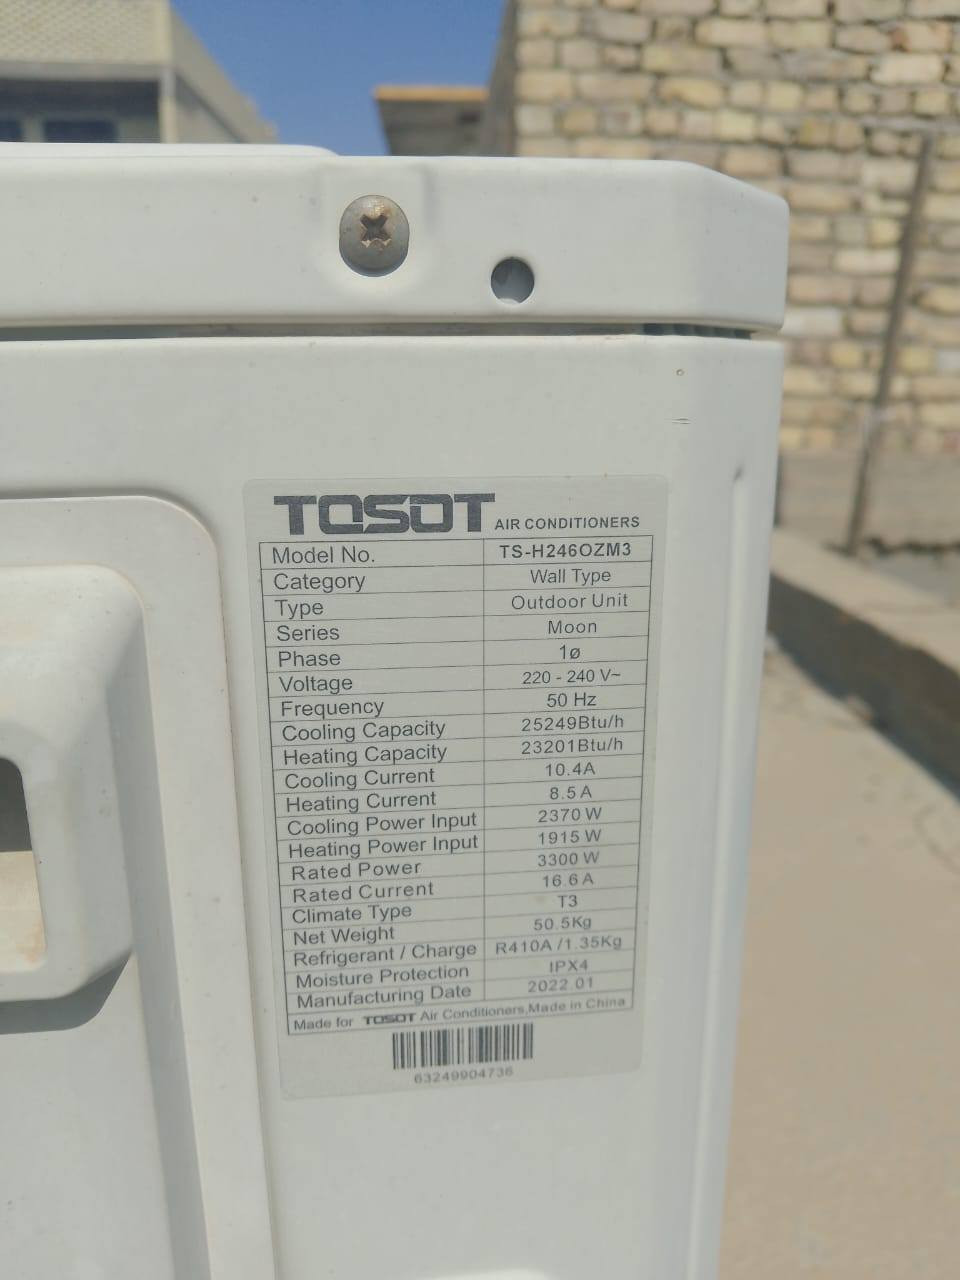 TOSOT AIR CONDITIONERS
Model No. TS-H246OZM3
Category Wall Type
Type Outdoor Unit
Series Moon
Phase 1ø
Voltage 220 - 240 V~
Frequency 50 Hz
Cooling Capacity 25249Btu/h
Heating Capacity 23201Btu/h
Cooling Current 10.4A
Heating Current 8.5 A
Cooling Power Input 2370 W
Heating Power Input 1915 W
Rated Power 3300 W
Rated Current 16.6 A
Climate Type T3
Net Weight 50.5Kg
Refrigerant / Charge R410A /1.35Kg
Moisture Protection IPX4
Manufacturing Date 2022.01
Made for TOSOT Air Conditioners,Made in China
63249904736